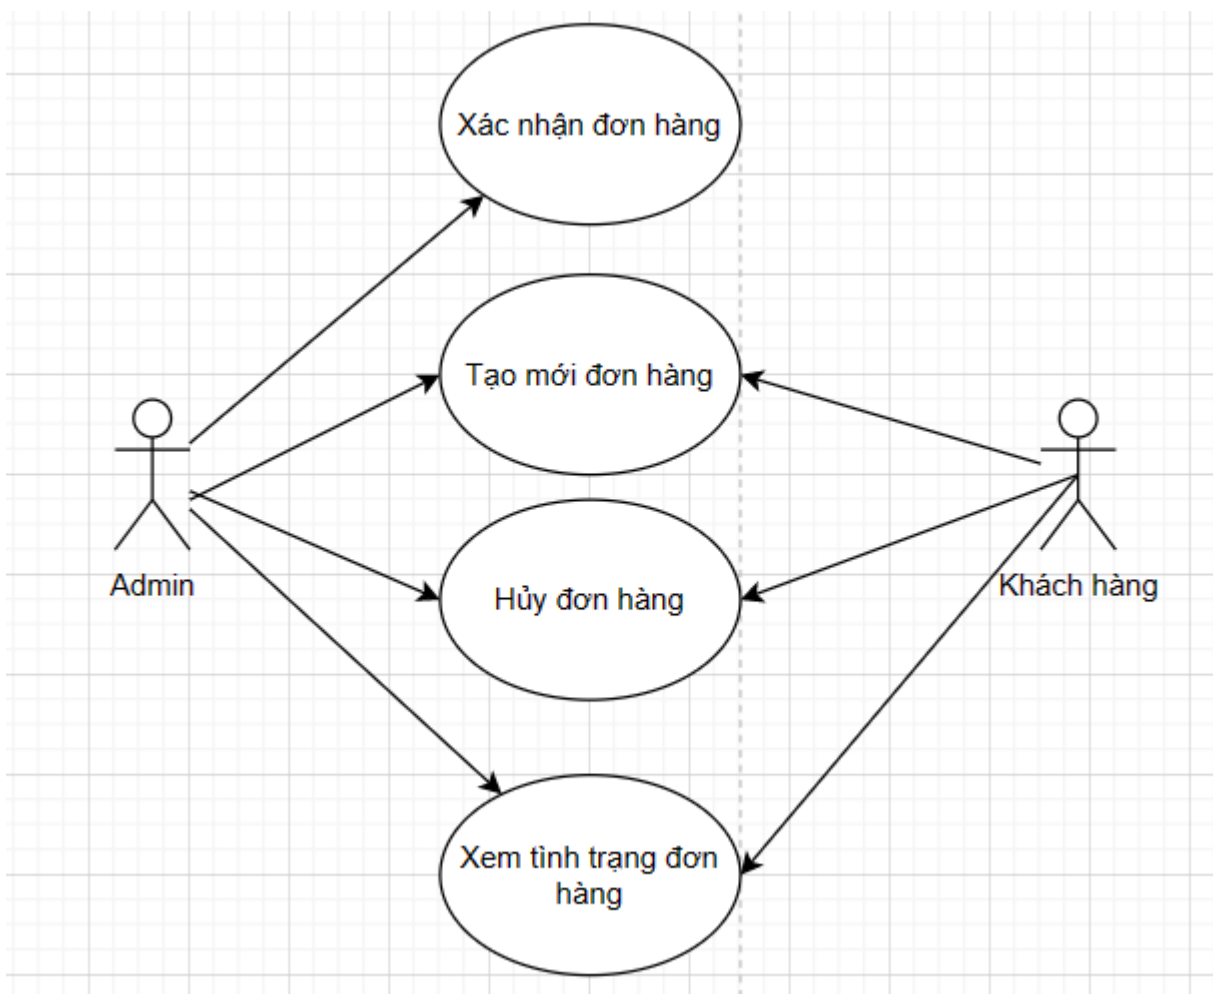 Xác nhận đơn hàng
Tạo mới đơn hàng
Admin
Khách hàng
Hủy đơn hàng
Xem tình trạng đơn
hàng